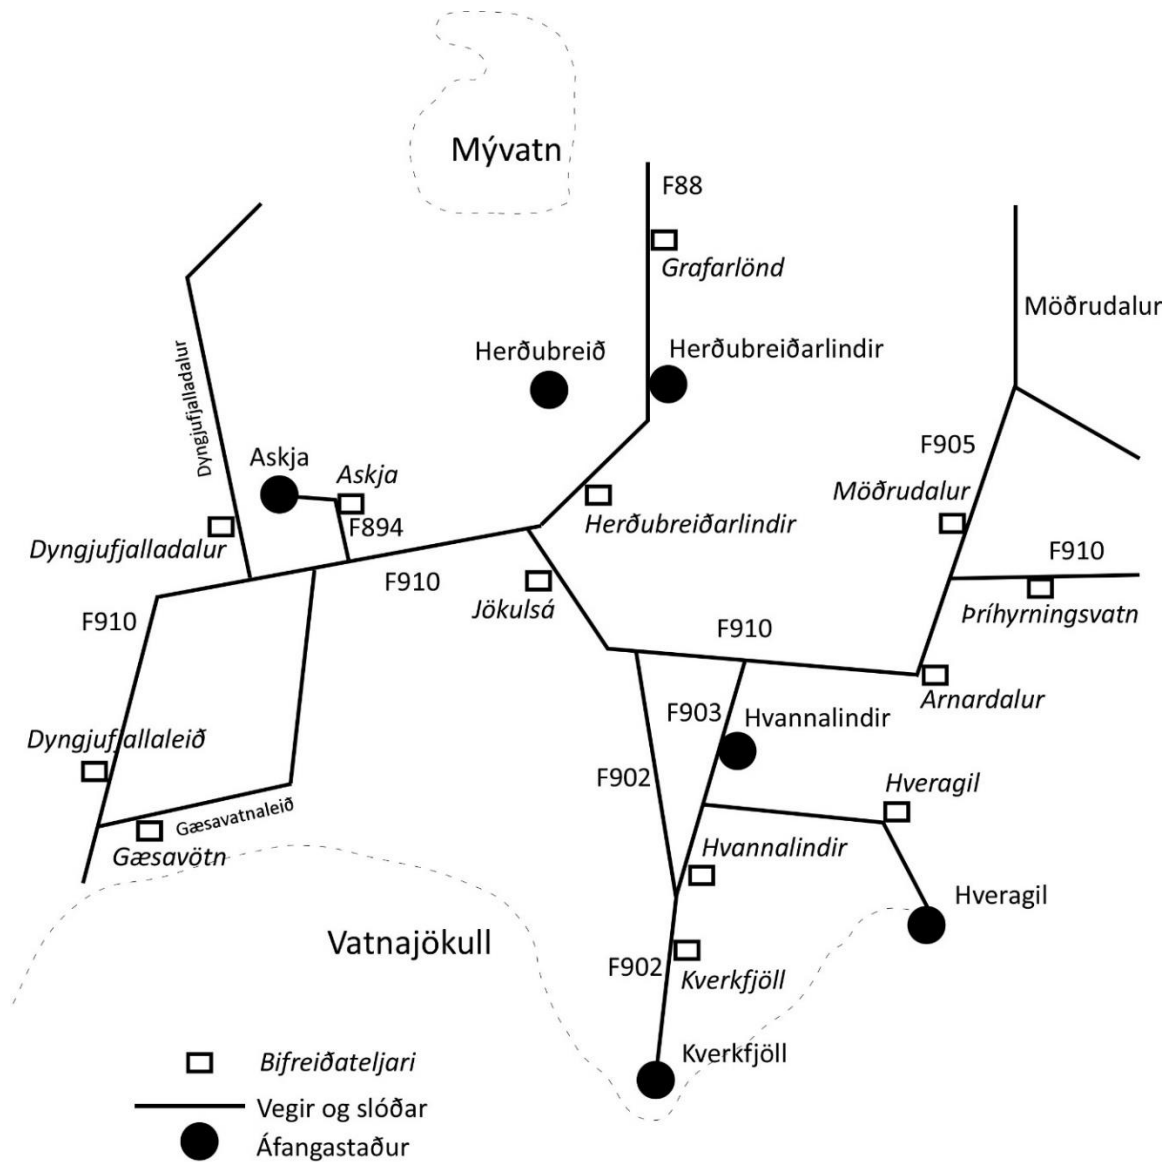 Mývatn
F88
Grafarlönd
Möðrudalur
Herðubreið
Herðubreiðarlindir
Dyngjufjalladalur
Askja
Askja
F905
Möðrudalur
Herðubreiðarlindir
F894
Dyngjufjalladalur
F910
F910
Jökulsá
F910
Þríhyrningsvatn
F910
F910
Arnardalur
F903
Hvannalindir
Dyngjufjallaleið
F902
Hveragil
Gæsavatnaleið
Gæsavötn
Hvannalindir
Hveragil
Vatnajökull
F902
Kverkfjöll
Kverkfjöll
Bifreiðateljari
Vegir og slóðar
Áfangastaður